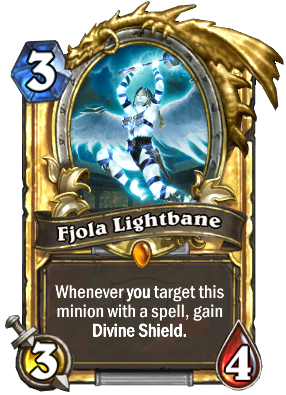 3
Fjola Lightbane
Whenever you target this
minion with a spell, gain
Divine Shield.
3
4